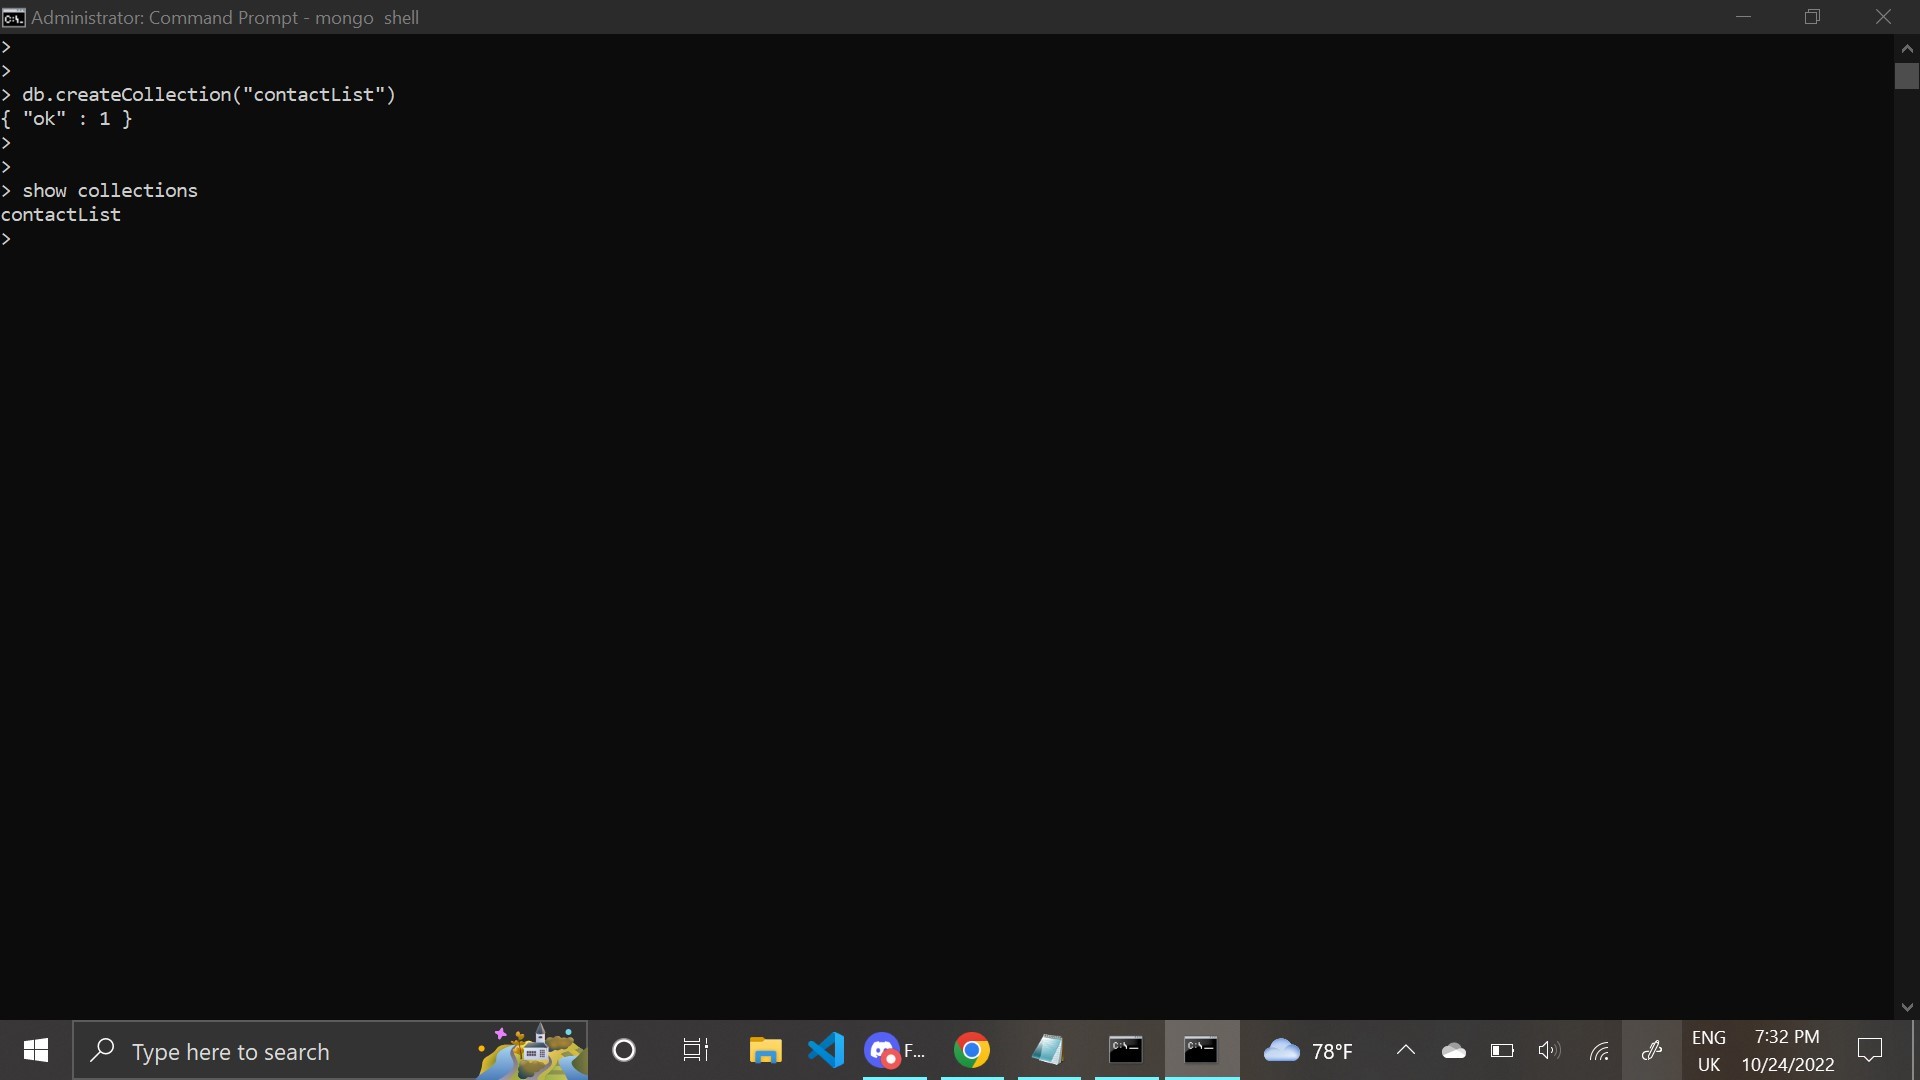 Administrator: Command Prompt - mongo  shell
>
>
> db.createCollection("contactList")
{ "ok" : 1 }
>
>
> show collections
contactList
>
Type here to search
F...
78°F
ENG
UK
7:32 PM
10/24/2022